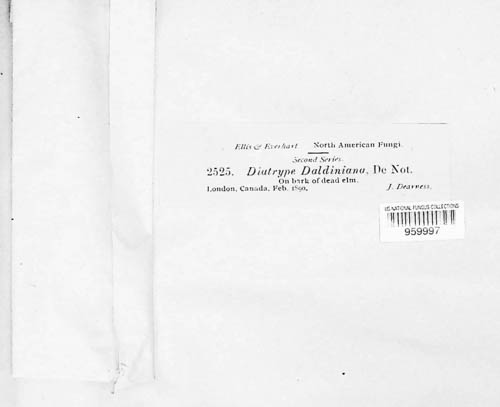 Ellis & Everhart. North American Fungi.
Second Series.
2525. Diatrype Daldiniana, De Not.
On bark of dead elm.
London, Canada, Feb. 1890. J. Dearness.
US NATIONAL FUNGUS COLLECTIONS
959997